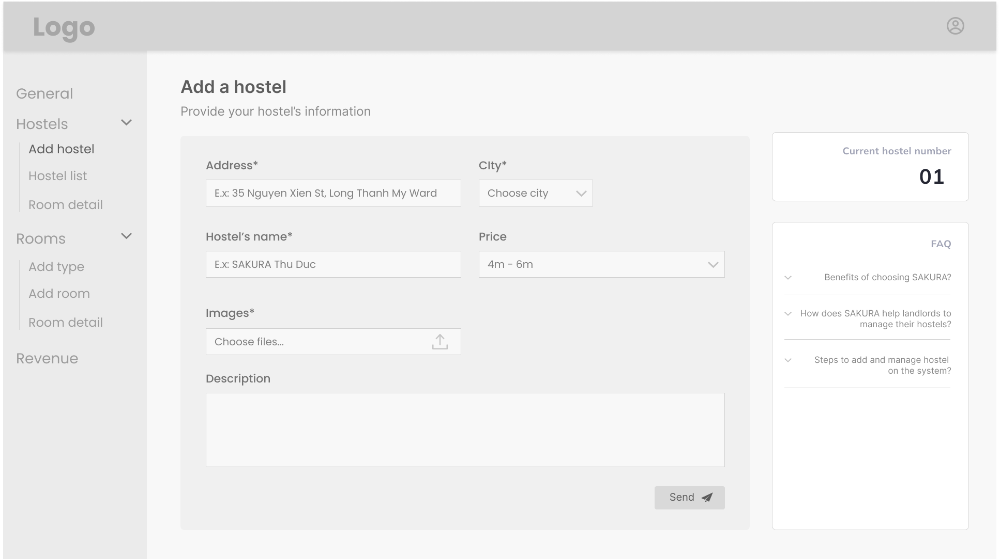 Logo
General
Hostels
Add hostel
Hostel list
Room detail
Rooms
Add type
Add room
Room detail
Revenue
Add a hostel
Provide your hostel’s information
Address*
CIty*
E.x: 35 Nguyen Xien St, Long Thanh My Ward
Choose city
Hostel’s name*
Price
E.x: SAKURA Thu Duc
4m - 6m
Images*
Choose files...
Description
Send
Current hostel number
01
FAQ
Benefits of choosing SAKURA?
How does SAKURA help landlords to
manage their hostels?
Steps to add and manage hostel
on the system?